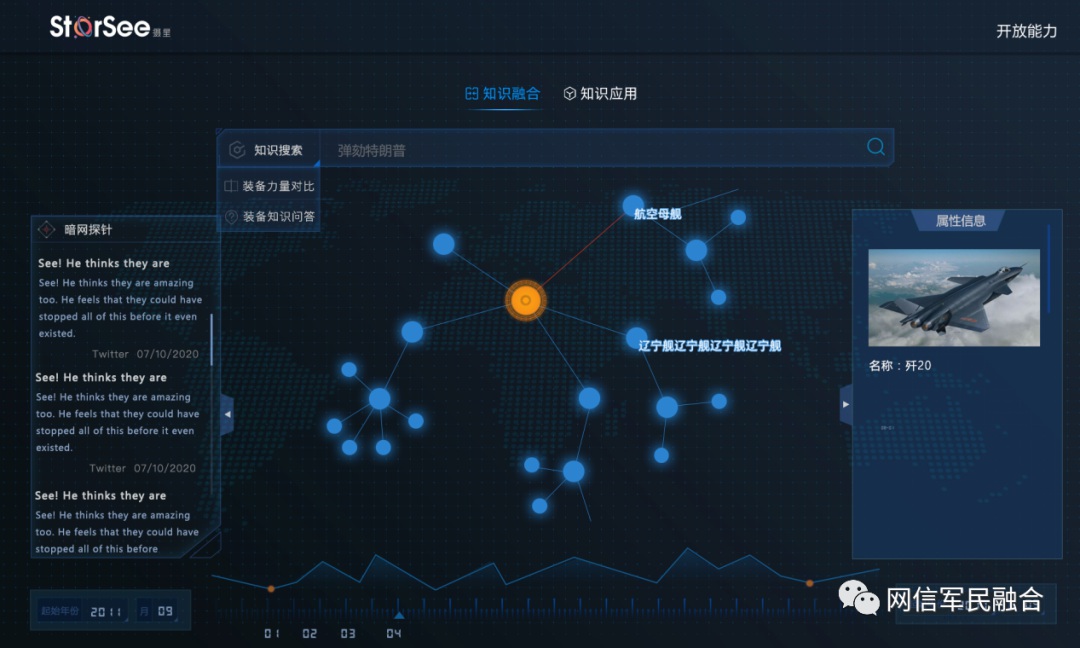 StarSee
开放能力
知识融合
知识应用
知识搜索
弹劾特朗普
装备力量对比
装备知识问答
暗网探针
See! He thinks they are
See! He thinks they are amazing
too. He feels that they could have
stopped all of this before it even
existed.
Twitter 07/10/2020
See! He thinks they are
See! He thinks they are amazing
too. He feels that they could have
stopped all of this before it even
existed.
Twitter 07/10/2020
See! He thinks they are
See! He thinks they are amazing
too. He feels that they could have
stopped all of this before
航空母舰
辽宁舰辽宁舰辽宁舰辽宁舰
属性信息
名称：歼20
起始年份 2011 月 09
01 02 03 04
网信军民融合